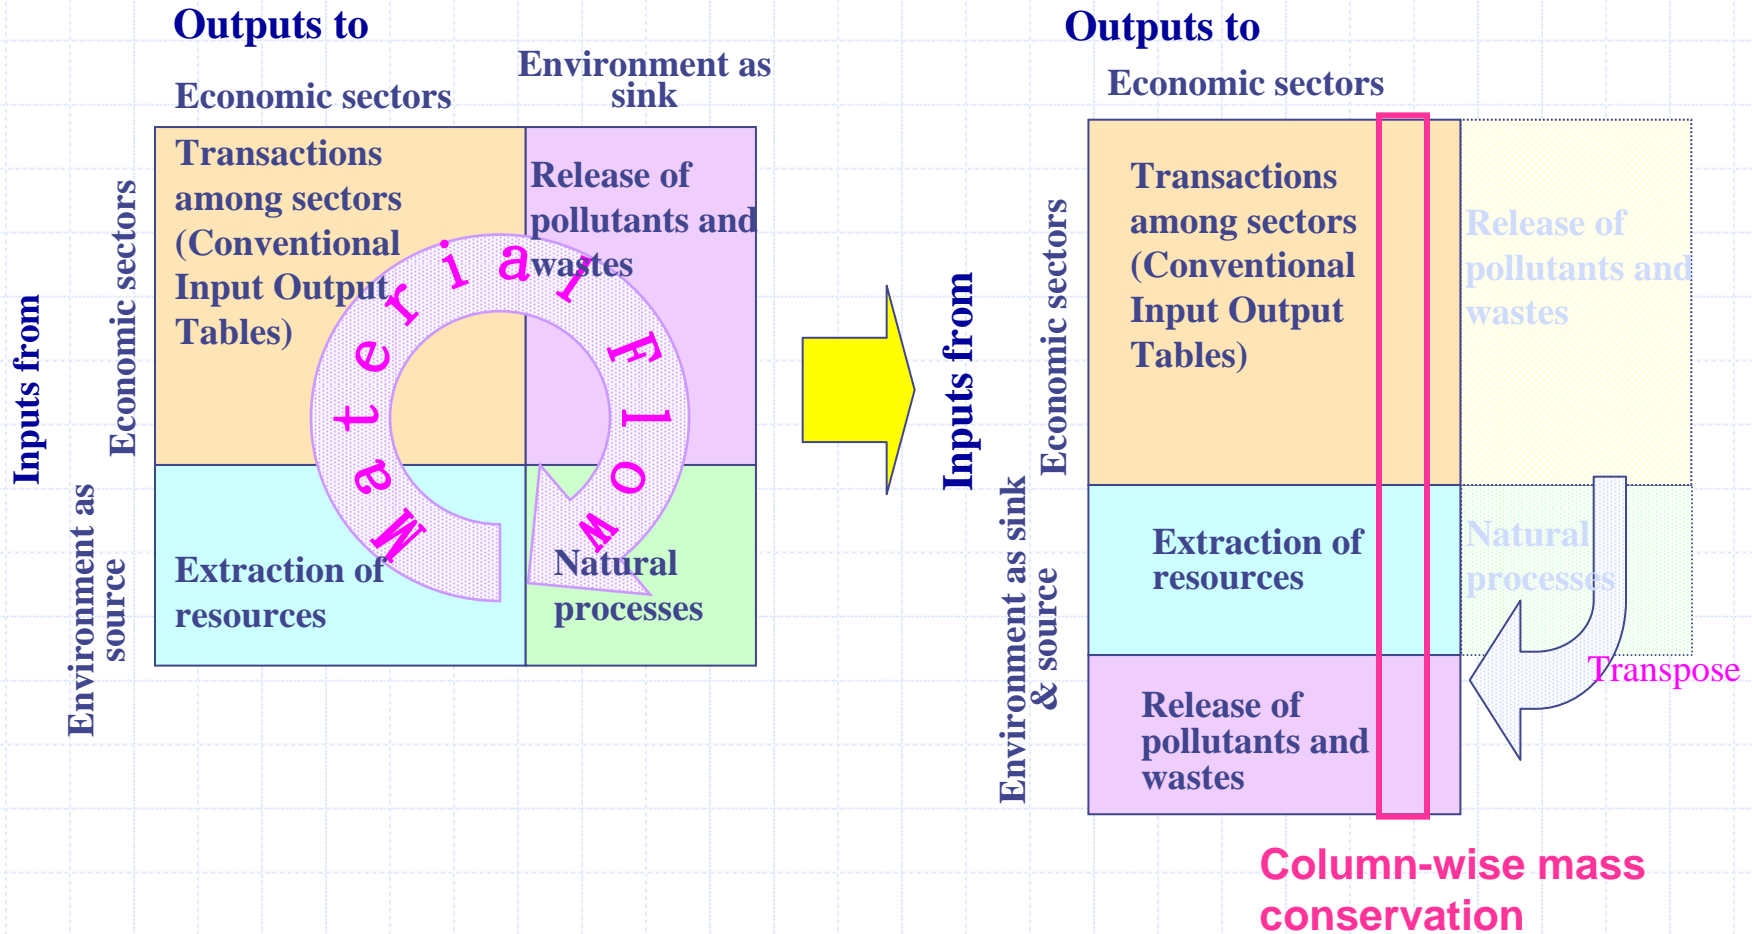 Outputs to
Economic sectors
Environment as
sink
Inputs from
Economic sectors
Environment as
source
Transactions
among sectors
(Conventional
Input Output
Tables)
Release of
pollutants and
wastes
Extraction of
resources
Natural
processes
Material Flow
Outputs to
Economic sectors
Inputs from
Economic sectors
Environment as sink
& source
Transactions
among sectors
(Conventional
Input Output
Tables)
Release of
pollutants and
wastes
Extraction of
resources
Natural
processes
Release of
pollutants and
wastes
Transpose
Column-wise mass
conservation